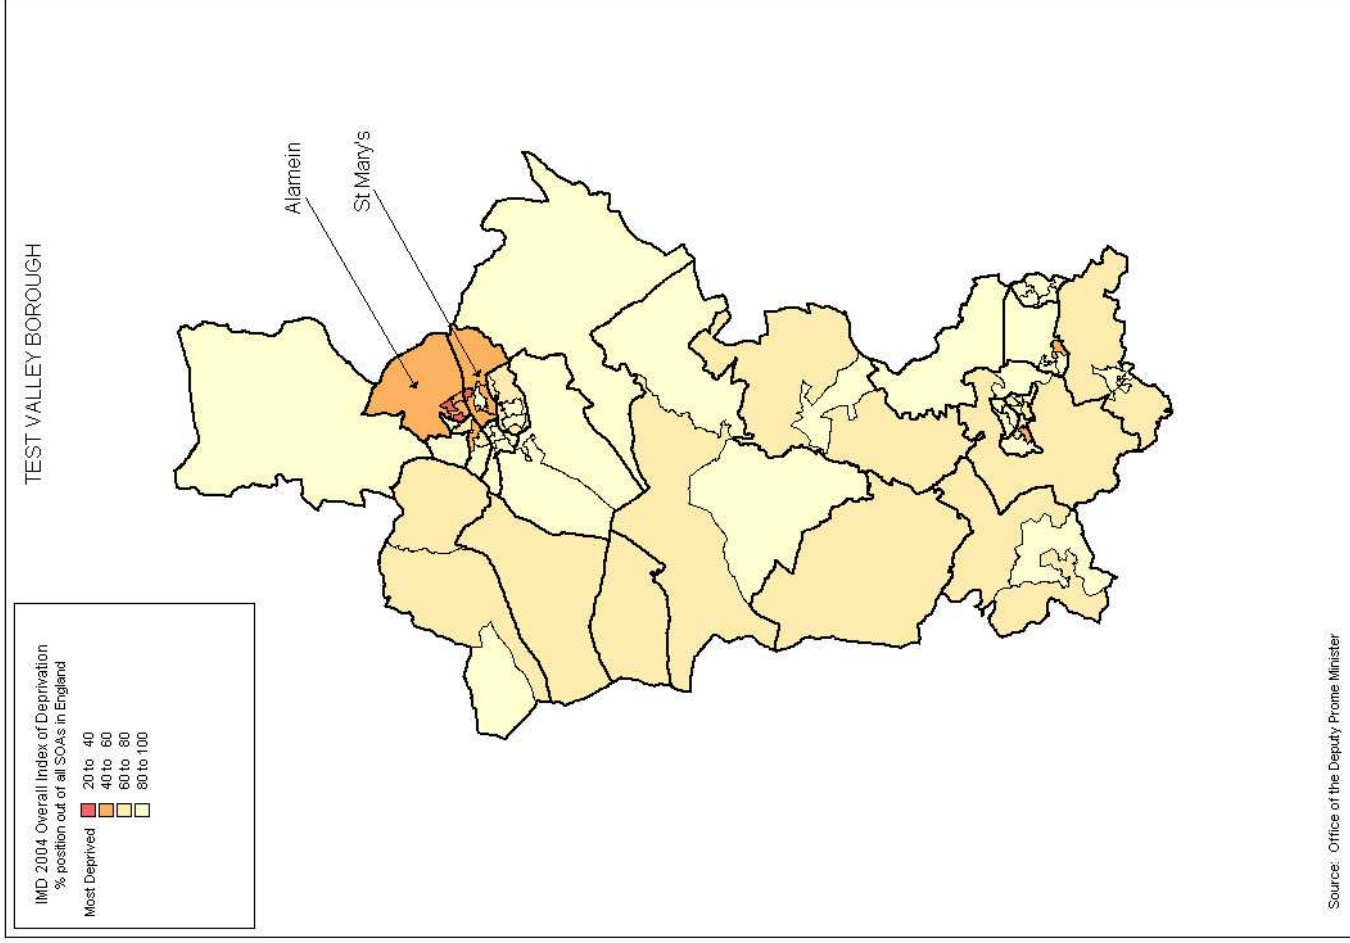 TEST VALLEY BOROUGH
IMD 2004 Overall Index of Deprivation
% position out of all SOAs in England
Most Deprived 20 to 40
40 to 60
60 to 80
80 to 100
Alamein
St Mary's
Source: Office of the Deputy Prome Minister